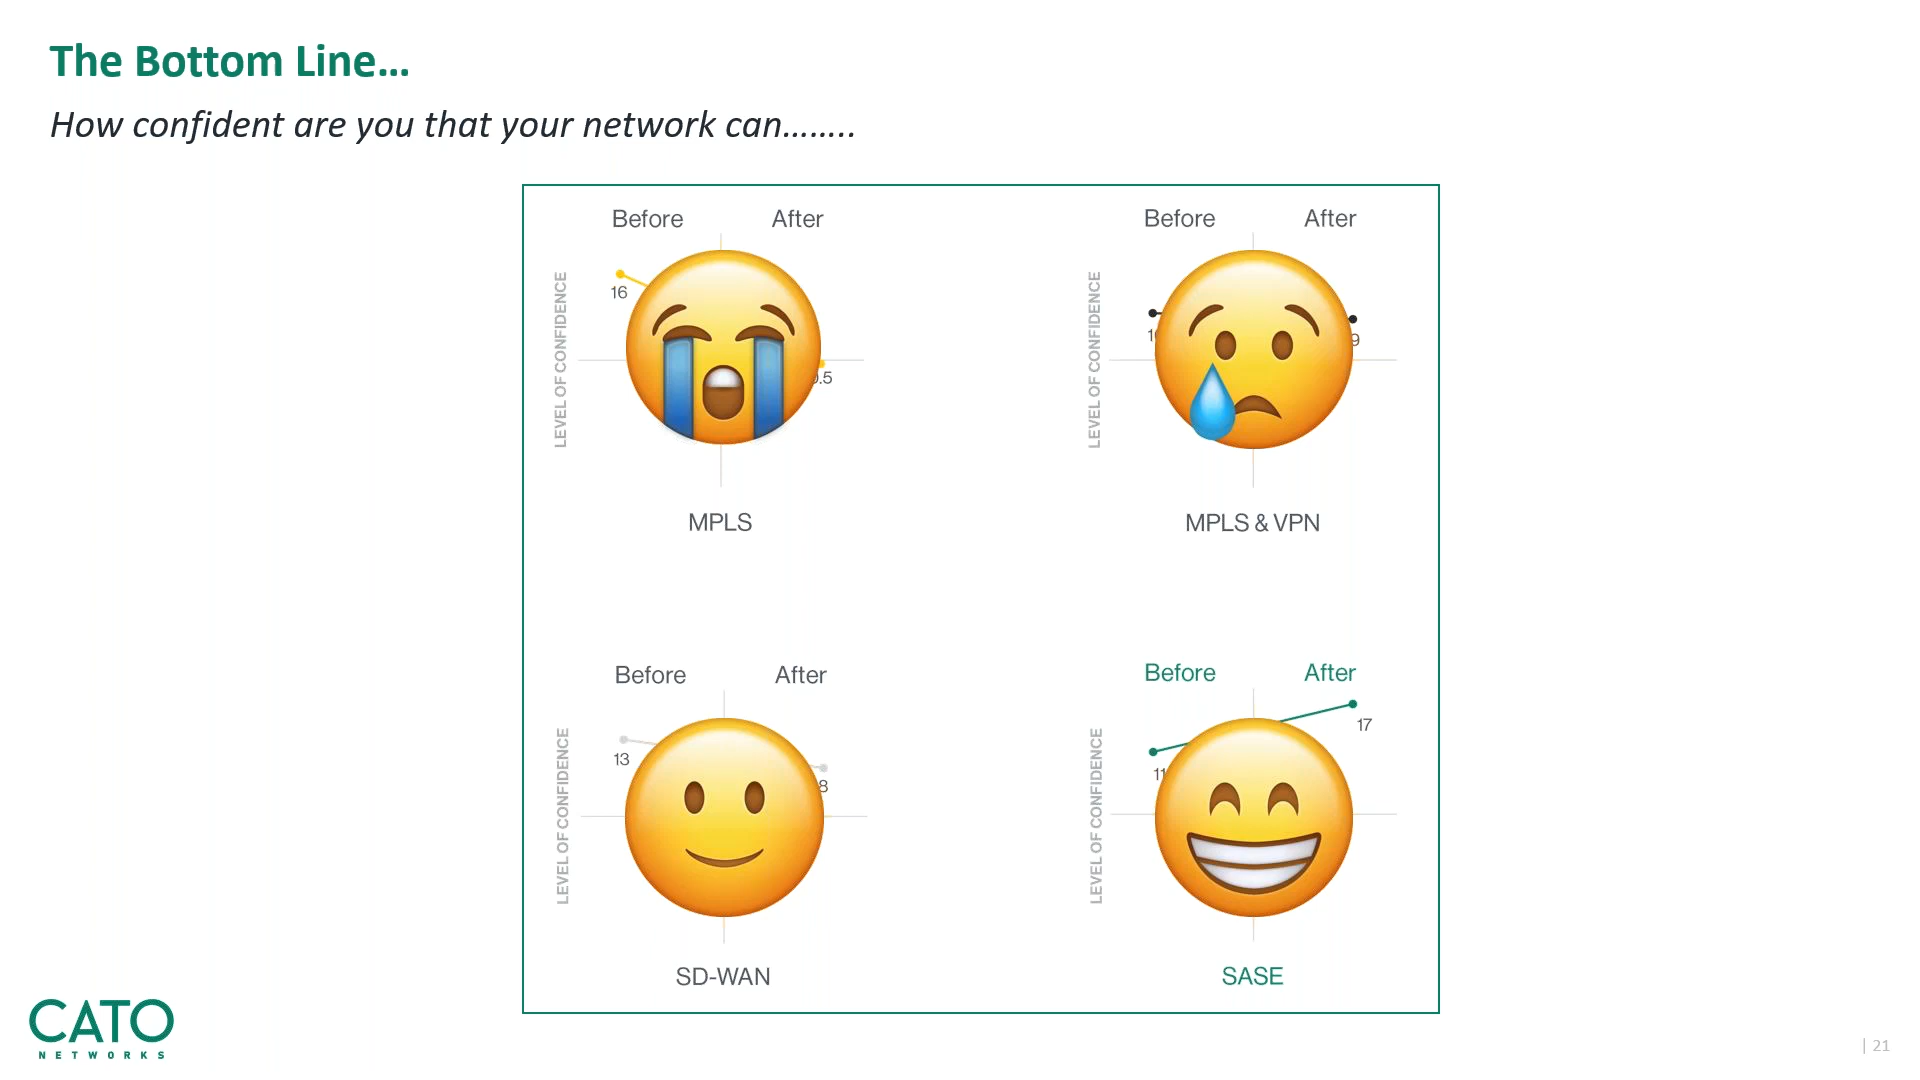 The Bottom Line...
How confident are you that your network can........
Before After
LEVEL OF CONFIDENCE
16
MPLS
Before After
LEVEL OF CONFIDENCE
MPLS & VPN
Before After
LEVEL OF CONFIDENCE
13
8
SD-WAN
Before After
LEVEL OF CONFIDENCE
11
17
SASE
CATO
NETWORKS
| 21